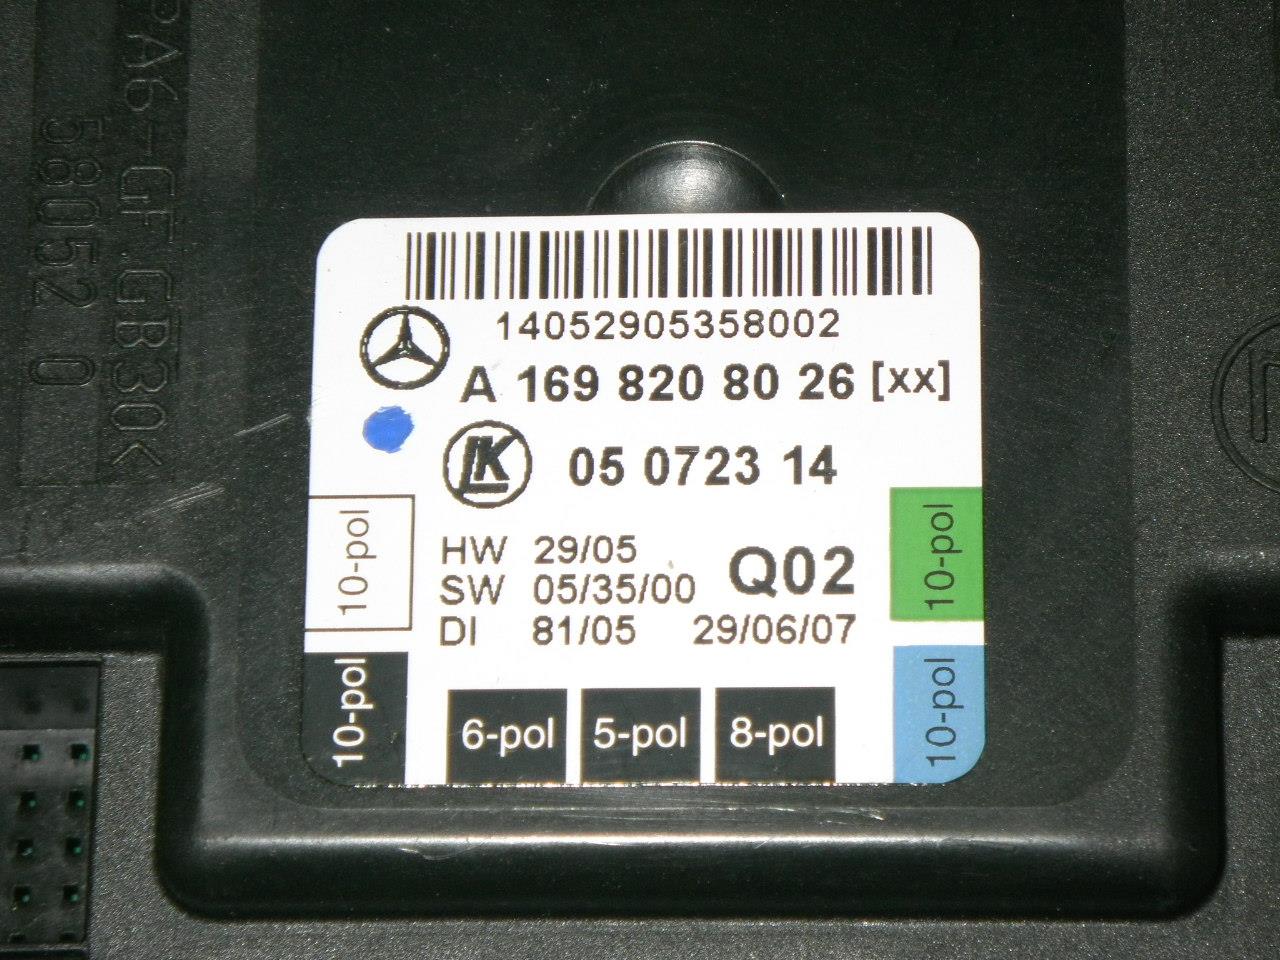 PA6-GF.GB30<
58052 0
14052905358002
A 169 820 80 26 [xx]
LK 05 0723 14
HW 29/05
SW 05/35/00
Q02
DI 81/05 29/06/07
10-pol
10-pol
10-pol
10-pol
6-pol 5-pol 8-pol